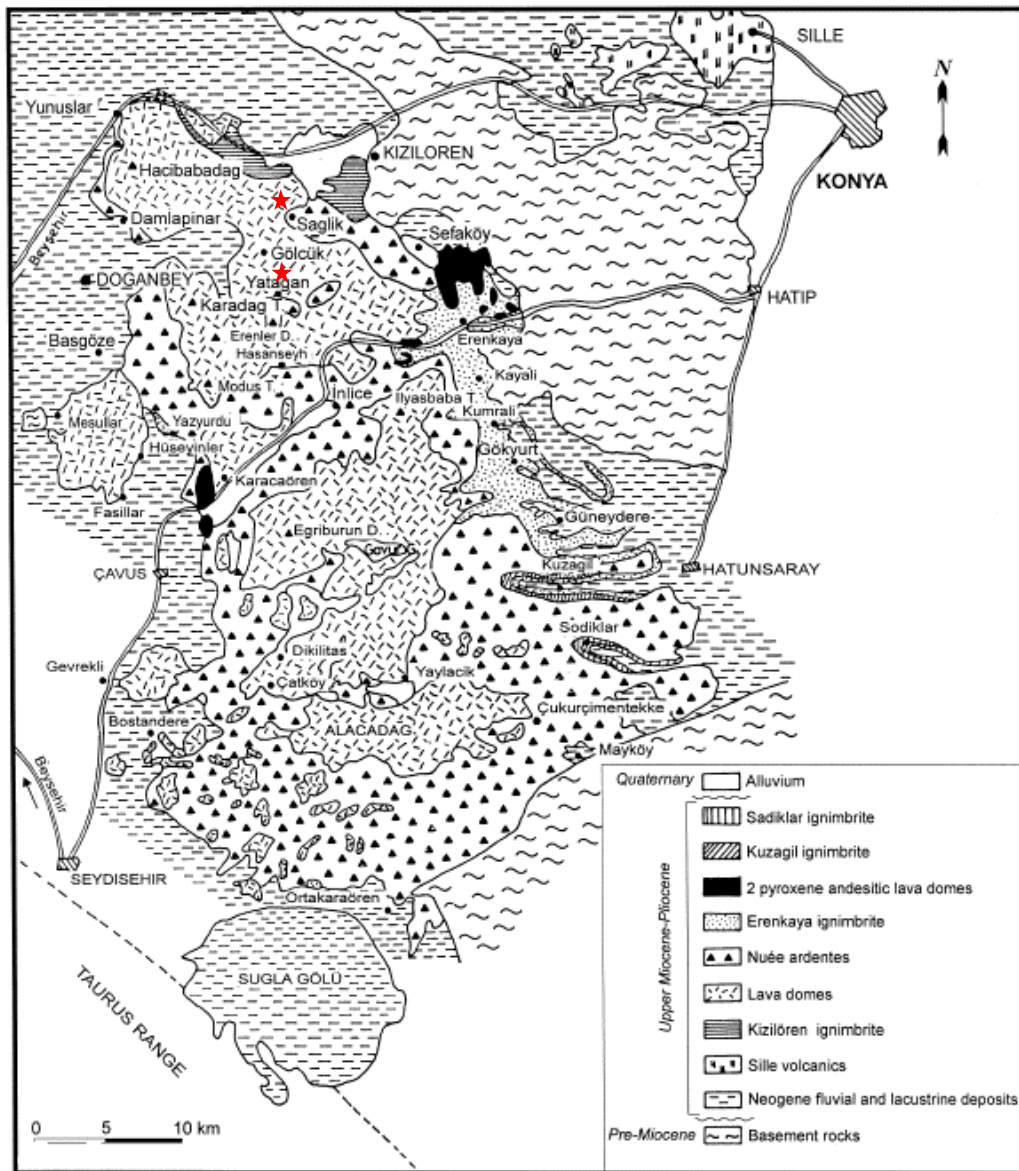 SILLE
N
Yunuslar
KIZILOREN
KONYA
Hacibabadag
Saglik
Damlapinar
Sefaköy
Beyşehir
Gölcük
DOGANBEY
Yatagan
HATIP
Karadag T.
Erenler D.
Erenkaya
Basgöze
Hasanseyh
Kayali
Modus T.
Inlice
Ilyasbaba T.
Mesullar
Yazyurdu
Kumrali
Hüseyinler
Gökyurt
Karacaören
Fasillar
Güneydere
Egriburun D.
ÇAVUS
Kuzagil
HATUNSARAY
Sodiklar
Dikilitas
Gevrekli
Yaylacik
Çatköy
Çukurçimentekke
Bostandere
ALACADAG
Mayköy
Beysehir
SEYDISEHIR
Ortakaraören
SUGLA GÖLÜ
TAURUS RANGE
0 5 10 km
Quaternary
Alluvium
Upper Miocene-Pliocene
Sadiklar ignimbrite
Kuzagil ignimbrite
2 pyroxene andesitic lava domes
Erenkaya ignimbrite
Nuée ardentes
Lava domes
Kizilören ignimbrite
Sille volcanics
Neogene fluvial and lacustrine deposits
Pre-Miocene
Basement rocks